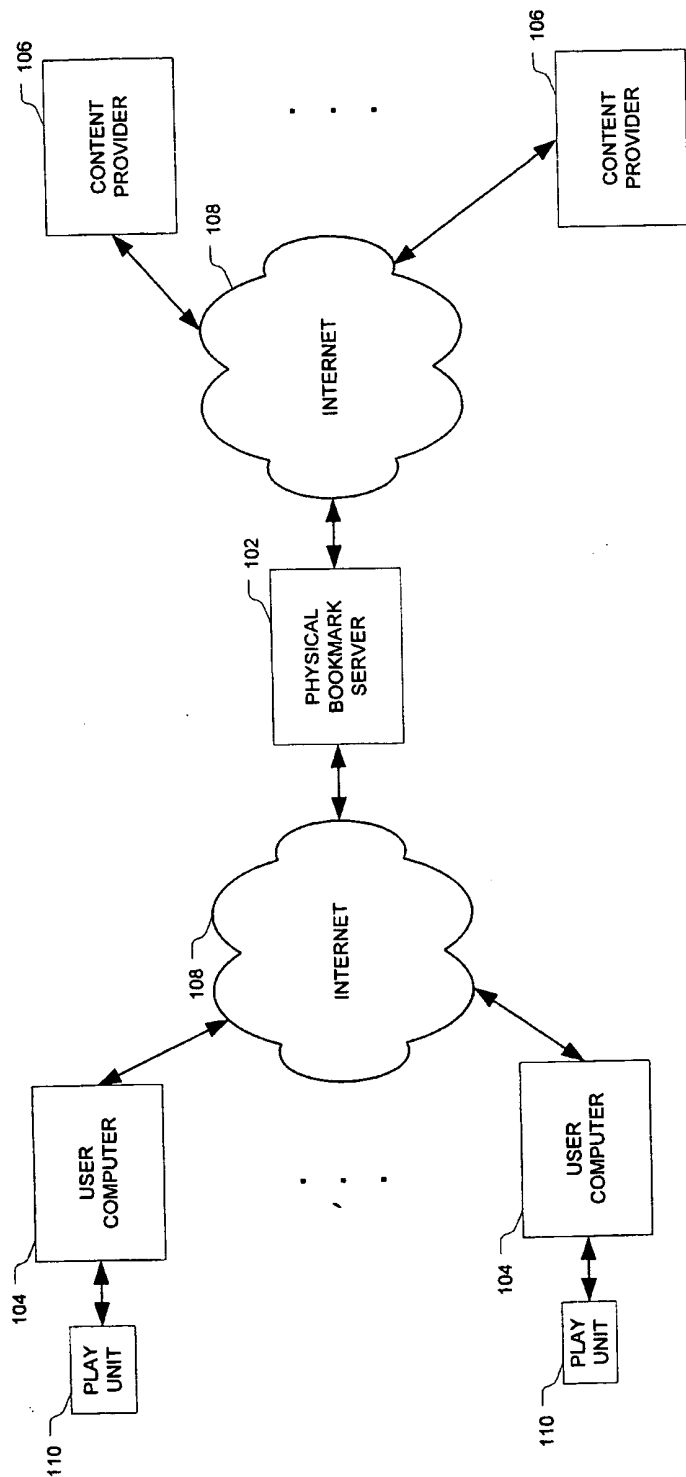 110
PLAY
UNIT
104
USER
COMPUTER
108
INTERNET
102
PHYSICAL
BOOKMARK
SERVER
108
INTERNET
106
CONTENT
PROVIDER
110
PLAY
UNIT
104
USER
COMPUTER
106
CONTENT
PROVIDER